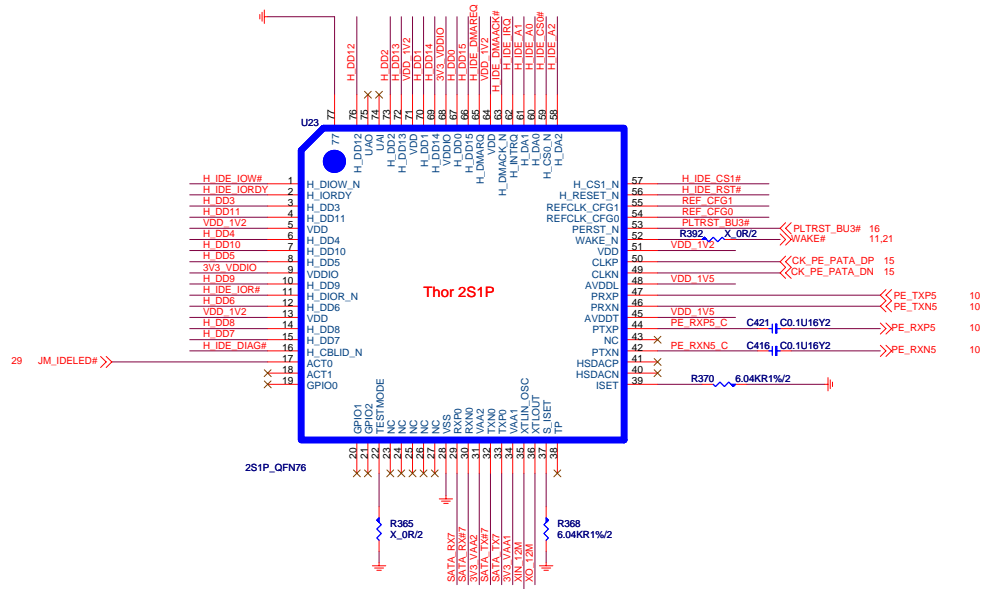 H_DD12
H_DD2
H_DD13
VDD_1V2
H_DD1
H_DD14
3V3_VDDIO
H_DD0
H_DD15
H_IDE_DMAREQ
VDD_1V2
H_IDE_DMAACK#
H_IDE_IRQ
H_IDE_A1
H_IDE_A0
H_IDE_CS0#
H_IDE_A2
77 76 75 74 73 72 71 70 69 68 67 66 65 64 63 62 61 60 59 58
U23
77
H_DD12
UAO
UAI
H_DD2
H_DD13
VDD
H_DD1
H_DD14
VDDIO
H_DD0
H_DD15
H_DMARQ
VDD
H_DMACK_N
H_INTRQ
H_DA1
H_DA0
H_CS0_N
H_DA2
H_IDE_IOW# 1 H_DIOW_N
H_IDE_IORDY 2 H_IORDY
H_DD3 3 H_DD3
H_DD11 4 H_DD11
VDD_1V2 5 VDD
H_DD4 6 H_DD4
H_DD10 7 H_DD10
H_DD5 8 H_DD5
3V3_VDDIO 9 VDDIO
H_DD9 10 H_DD9
H_IDE_IOR# 11 H_DIOR_N
H_DD6 12 H_DD6
VDD_1V2 13 VDD
H_DD8 14 H_DD8
H_DD7 15 H_DD7
H_IDE_DIAG# 16 H_CBLID_N
29 JM_IDELED# 17 ACT0
18 ACT1
19 GPIO0
Thor 2S1P
H_CS1_N 57 H_IDE_CS1#
H_RESET_N 56 H_IDE_RST#
REFCLK_CFG1 55 REF_CFG1
REFCLK_CFG0 54 REF_CFG0
PERST_N 53 PLTRST_BU3# PLTRST_BU3# 16
WAKE_N 52 R392 X_0R/2 WAKE# 11,21
VDD 51 VDD_1V2
CLKP 50 CK_PE_PATA_DP 15
CLKN 49 CK_PE_PATA_DN 15
AVDDL 48 VDD_1V5
PRXP 47 PE_TXP5 10
PRXN 46 PE_TXN5 10
AVDDT 45 VDD_1V5
PTXP 44 PE_RXP5_C C421 C0.1U16Y2 PE_RXP5 10
NC 43
PTXN 42 PE_RXN5_C C416 C0.1U16Y2 PE_RXN5 10
HSDACP 41
HSDACN 40
ISET 39 R370 6.04KR1%/2
GPIO1
GPIO2
TESTMODE
NC
NC
NC
NC
NC
VSS
RXP0
RXN0
VAA2
TXN0
TXP0
VAA1
XTLIN_OSC
XTLOUT
S_ISET
TP
20 21 22 23 24 25 26 27 28 29 30 31 32 33 34 35 36 37 38
2S1P_QFN76
R365
X_0R/2
SATA_RX7
SATA_RX#7
3V3_VAA2
SATA_TX#7
SATA_TX7
3V3_VAA1
XIN_12M
XO_12M
R368
6.04KR1%/2